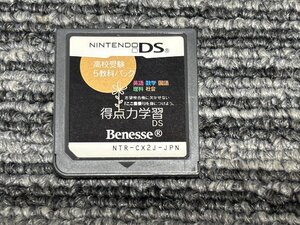 NINTENDO DS
高校受験
5教科パック
英語 数学 国語
理科 社会
得点力学習
DS
Benesse®
NTR-CX2J-JPN